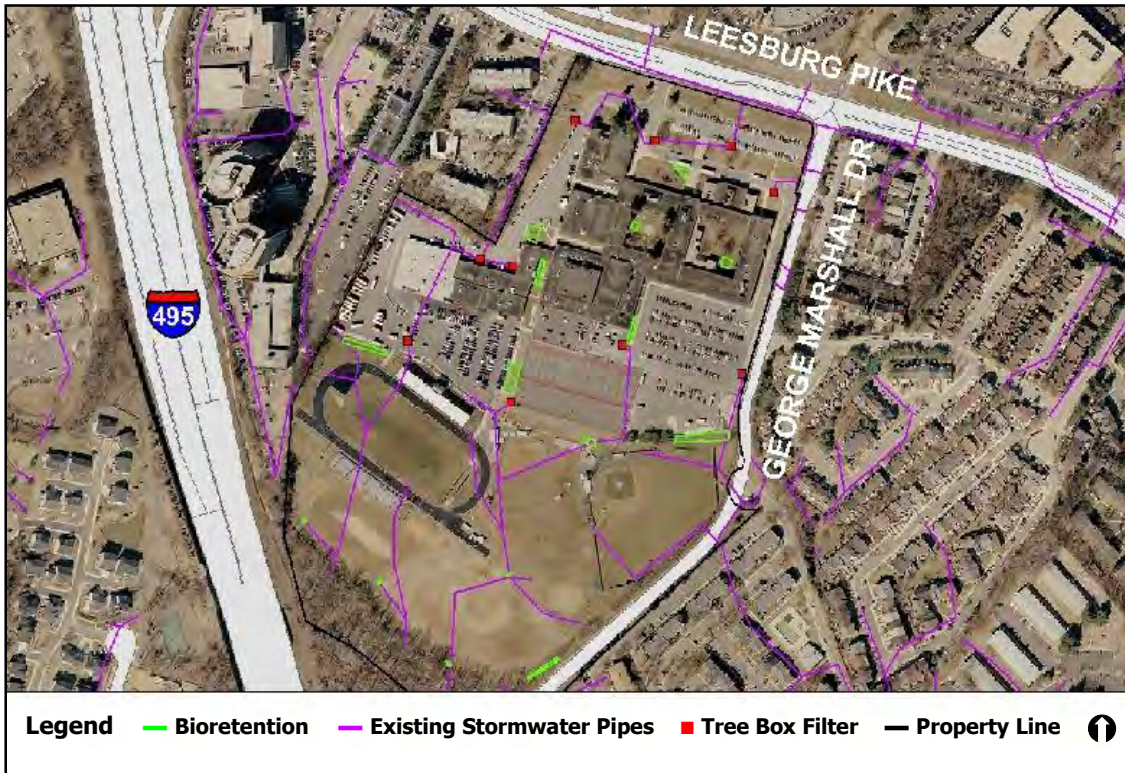 LEESBURG PIKE
GEORGE MARSHALL DR
495
Legend Bioretention Existing Stormwater Pipes Tree Box Filter Property Line